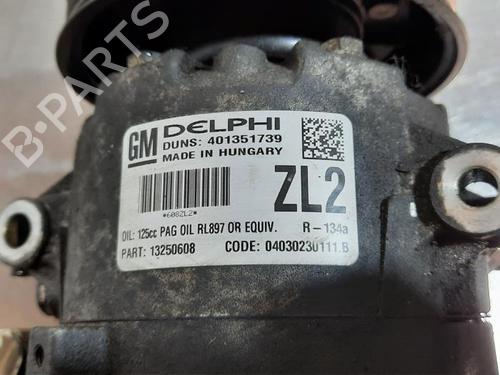 GM DELPHI
DUNS: 401351739
MADE IN HUNGARY
*608ZL2*
ZL2
OIL: 125cc PAG OIL RL897 OR EQUIV. R-134a
PART: 13250608 CODE: 04030230111.B
B-PARTS